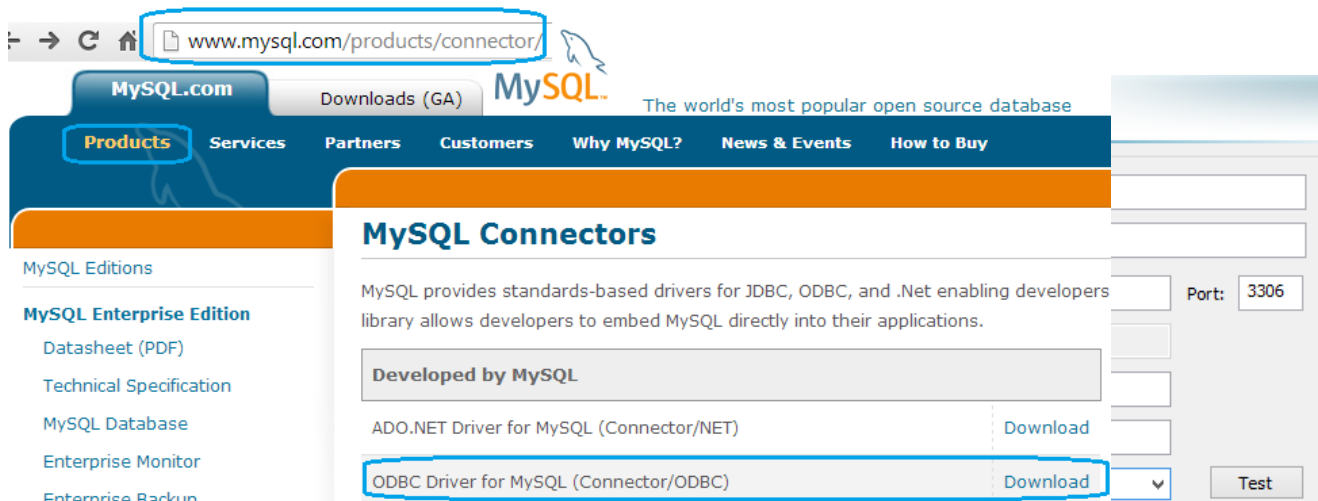 www.mysql.com/products/connector/
MySQL.com
Downloads (GA)
MySQL
The world's most popular open source database
Products
Services
Partners
Customers
Why MySQL?
News & Events
How to Buy
MySQL Editions
MySQL Enterprise Edition
Datasheet (PDF)
Technical Specification
MySQL Database
Enterprise Monitor
Enterprise Backup
MySQL Connectors
MySQL provides standards-based drivers for JDBC, ODBC, and .Net enabling developers
library allows developers to embed MySQL directly into their applications.
Developed by MySQL
ADO.NET Driver for MySQL (Connector/NET)
Download
ODBC Driver for MySQL (Connector/ODBC)
Download
Port:
3306
Test